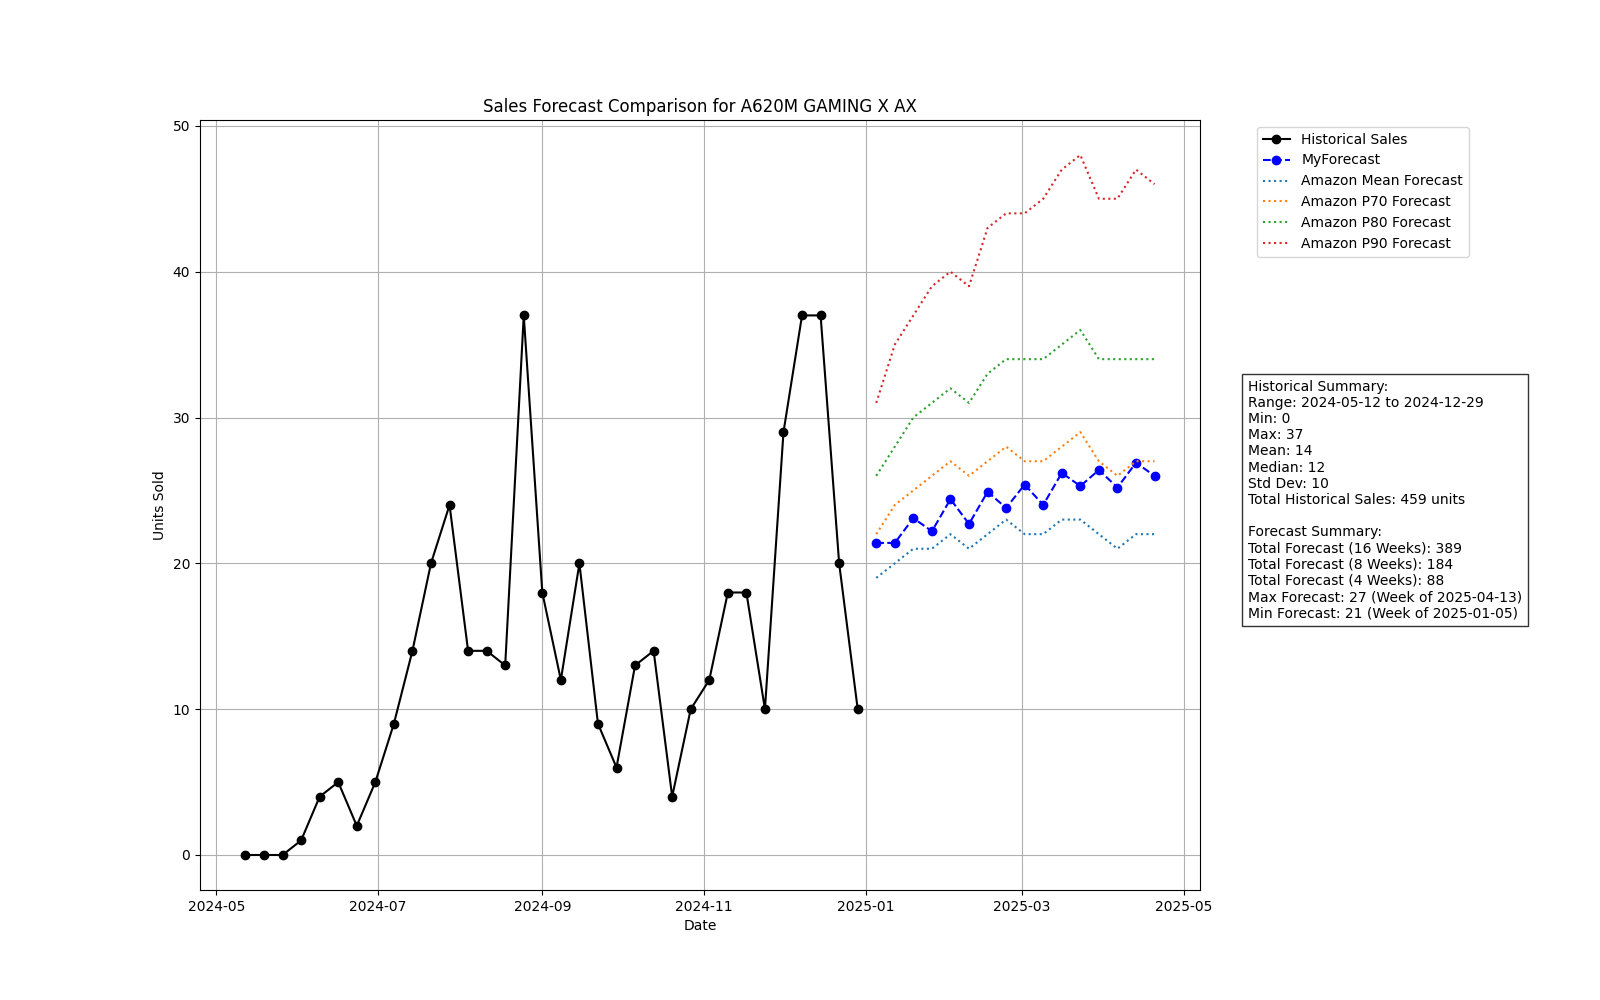 Sales Forecast Comparison for A620M GAMING X AX
50
40
30
20
10
0
Units Sold
2024-05
2024-07
2024-09
2024-11
2025-01
2025-03
2025-05
Date
Historical Sales
MyForecast
Amazon Mean Forecast
Amazon P70 Forecast
Amazon P80 Forecast
Amazon P90 Forecast
Historical Summary:
Range: 2024-05-12 to 2024-12-29
Min: 0
Max: 37
Mean: 14
Median: 12
Std Dev: 10
Total Historical Sales: 459 units
Forecast Summary:
Total Forecast (16 Weeks): 389
Total Forecast (8 Weeks): 184
Total Forecast (4 Weeks): 88
Max Forecast: 27 (Week of 2025-04-13)
Min Forecast: 21 (Week of 2025-01-05)